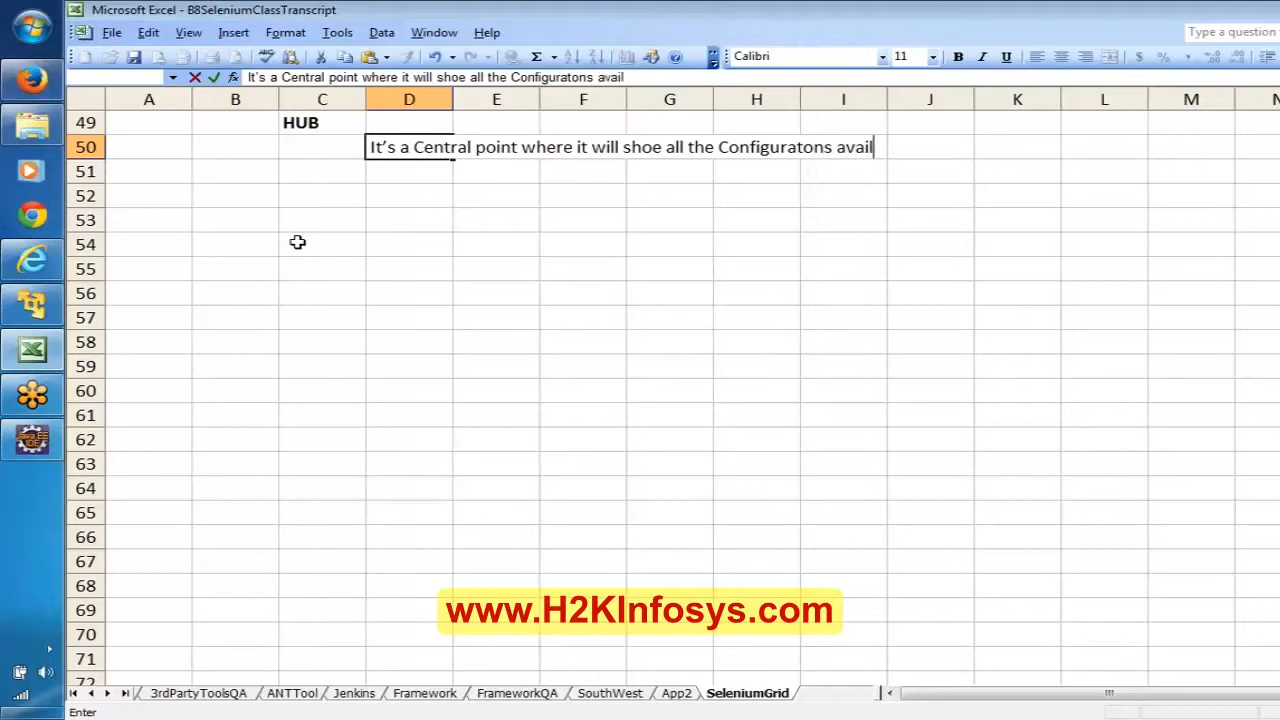 Microsoft Excel - B8SeleniumClassTranscript
File Edit View Insert Format Tools Data Window Help
Type a question
Calibri 11 B I U $ %
It's a Central point where it will shoe all the Configuratons avail
A B C D E F G H I J K L M N
49 HUB
50 It's a Central point where it will shoe all the Configuratons avail
51
52
53
54
55
56
57
58
59
60
61
62
63
64
65
66
67
68
69
www.H2KInfosys.com
70
71
72
3rdPartyToolsQA ANTTool Jenkins Framework FrameworkQA SouthWest App2 SeleniumGrid
Enter